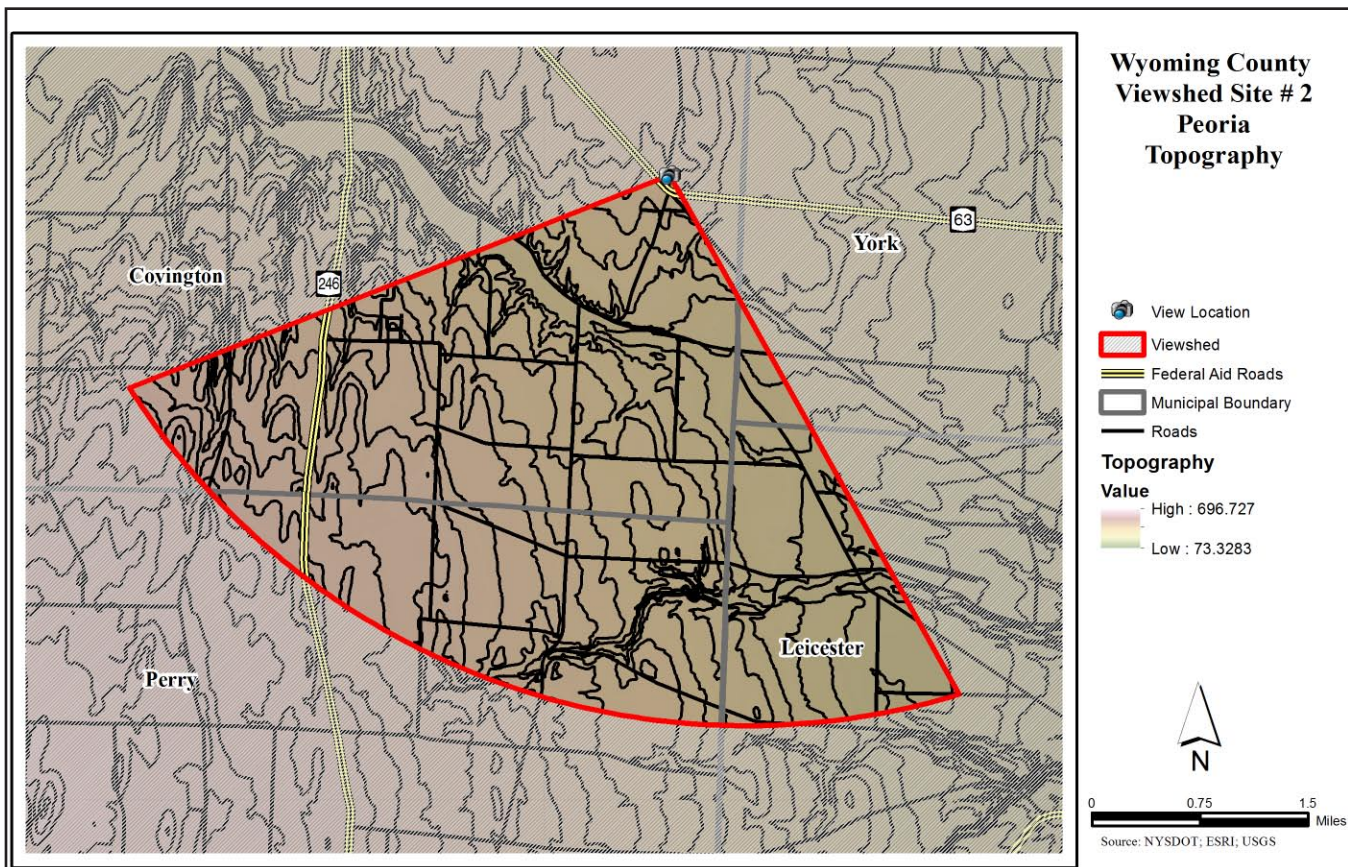 Wyoming County
Viewshed Site # 2
Peoria
Topography
63
York
Covington
246
Perry
Leicester
View Location
Viewshed
Federal Aid Roads
Municipal Boundary
Roads
Topography
Value
High : 696.727
Low : 73.3283
N
0 0.75 1.5
Miles
Source: NYSDOT; ESRI; USGS